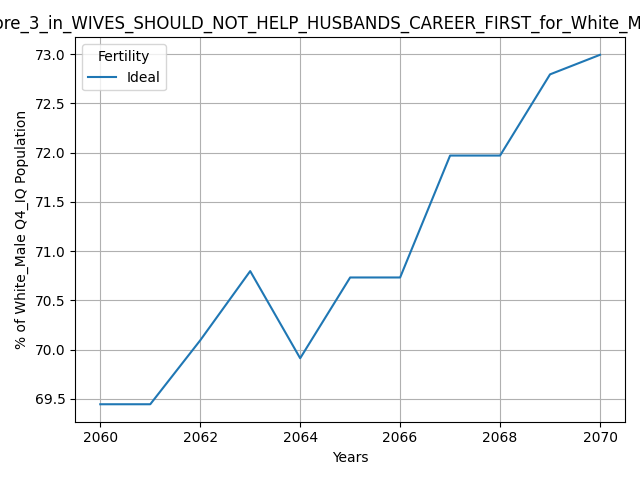 ore_3_in_WIVES_SHOULD_NOT_HELP_HUSBANDS_CAREER_FIRST_for_White_M
Fertility
Ideal
% of White_Male Q4_IQ Population
73.0
72.5
72.0
71.5
71.0
70.5
70.0
69.5
2060 2062 2064 2066 2068 2070
Years